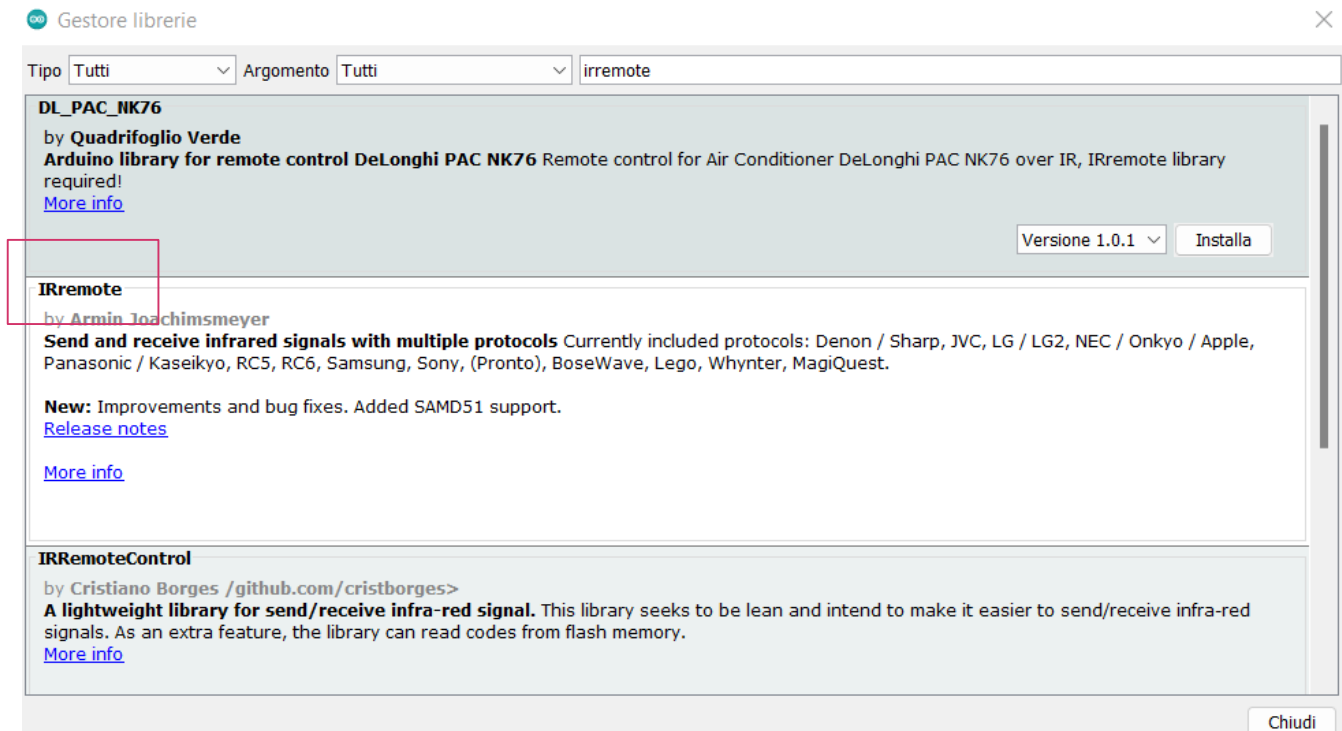 Gestore librerie
Tipo Tutti Argomento Tutti irremote
DL_PAC_NK76
by Quadrifoglio Verde
Arduino library for remote control DeLonghi PAC NK76 Remote control for Air Conditioner DeLonghi PAC NK76 over IR, IRremote library
required!
More info
Versione 1.0.1 Installa
IRremote
by Armin Joachimsmeyer
Send and receive infrared signals with multiple protocols Currently included protocols: Denon / Sharp, JVC, LG / LG2, NEC / Onkyo / Apple,
Panasonic / Kaseikyo, RC5, RC6, Samsung, Sony, (Pronto), BoseWave, Lego, Whynter, MagiQuest.
New: Improvements and bug fixes. Added SAMD51 support.
Release notes
More info
IRRemoteControl
by Cristiano Borges /github.com/cristborges>
A lightweight library for send/receive infra-red signal. This library seeks to be lean and intend to make it easier to send/receive infra-red
signals. As an extra feature, the library can read codes from flash memory.
More info
Chiudi